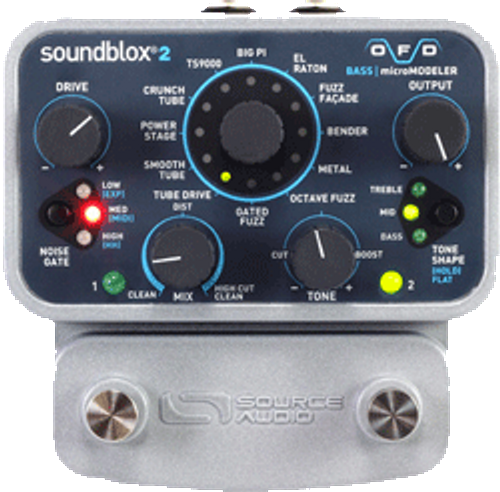 soundblox® 2
OFD
BASS | microMODELER
DRIVE
OUTPUT
BIG PI
TS9000
EL RATON
CRUNCH TUBE
FUZZ FAÇADE
POWER STAGE
BENDER
SMOOTH TUBE
METAL
TUBE DRIVE
OCTAVE FUZZ
GATED FUZZ
- +
- +
LOW
[EXP]
MED
[MIDI]
HIGH
[HH]
NOISE GATE
TREBLE
MID
BASS
TONE SHAPE
[HOLD]
FLAT
DIST
CLEAN
HIGH CUT CLEAN
MIX
CUT
BOOST
- +
TONE
1
2
SOURCE
AUDIO